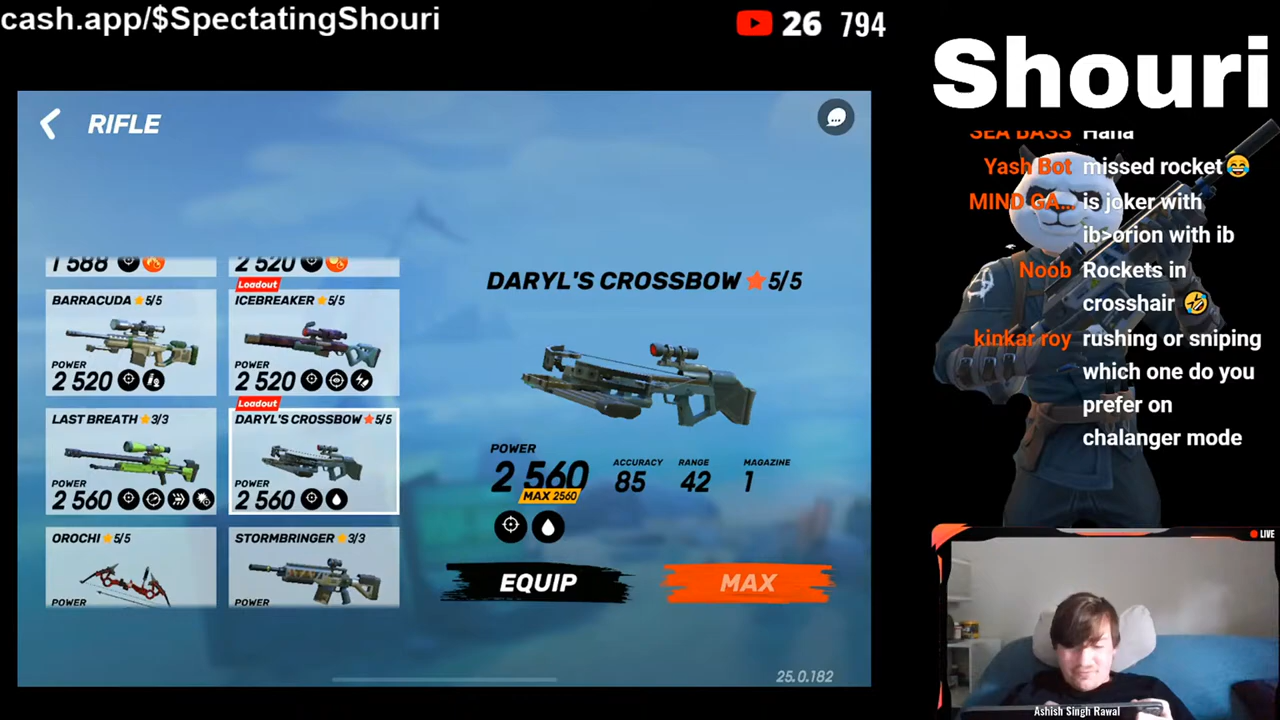 cash.app/$SpectatingShouri
26 794
Shouri
RIFLE
SEA BASS Haha
Yash Bot missed rocket😂
MIND GA... is joker with
ib>orion with ib
Noob Rockets in
crosshair 🤣
kinkar roy rushing or sniping
which one do you
prefer on
chalanger mode
1 588
2 520
BARRACUDA ★5/5
POWER
2 520
Loadout
ICEBREAKER ★5/5
POWER
2 520
LAST BREATH ★3/3
POWER
2 560
Loadout
DARYL'S CROSSBOW ★5/5
POWER
2 560
OROCHI ★5/5
POWER
STORMBRINGER ★3/3
POWER
DARYL'S CROSSBOW ★5/5
POWER
2 560
MAX 2560
ACCURACY
85
RANGE
42
MAGAZINE
1
EQUIP
MAX
25.0.182
LIVE
Ashish Singh Rawal